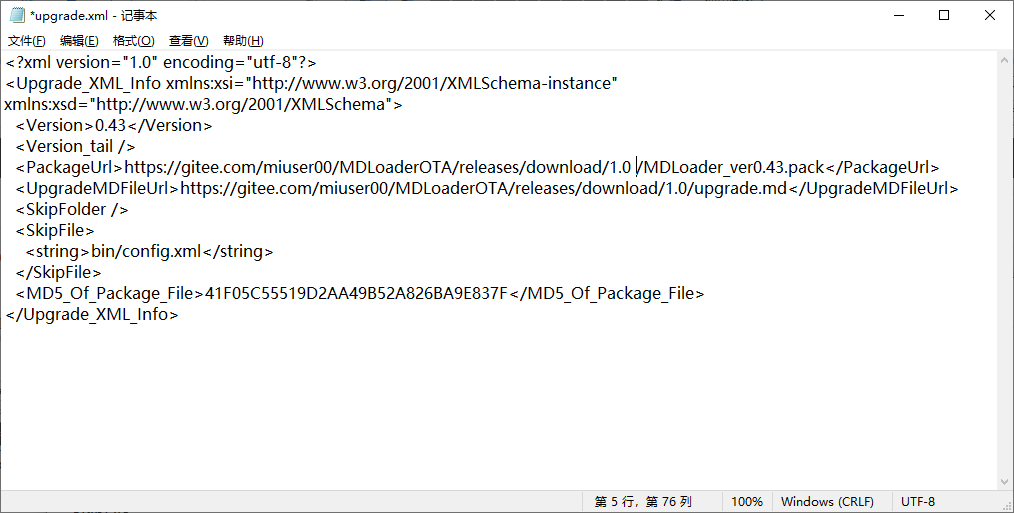 *upgrade.xml - 记事本
文件(F) 编辑(E) 格式(O) 查看(V) 帮助(H)
<?xml version="1.0" encoding="utf-8"?>
<Upgrade_XML_Info xmlns:xsi="http://www.w3.org/2001/XMLSchema-instance"
xmlns:xsd="http://www.w3.org/2001/XMLSchema">
  <Version>0.43</Version>
  <Version_tail />
  <PackageUrl>https://gitee.com/miuser00/MDLoaderOTA/releases/download/1.0 /MDLoader_ver0.43.pack</PackageUrl>
  <UpgradeMDFileUrl>https://gitee.com/miuser00/MDLoaderOTA/releases/download/1.0/upgrade.md</UpgradeMDFileUrl>
  <SkipFolder />
  <SkipFile>
    <string>bin/config.xml</string>
  </SkipFile>
  <MD5_Of_Package_File>41F05C55519D2AA49B52A826BA9E837F</MD5_Of_Package_File>
</Upgrade_XML_Info>
第 5 行，第 76 列 100% Windows (CRLF) UTF-8